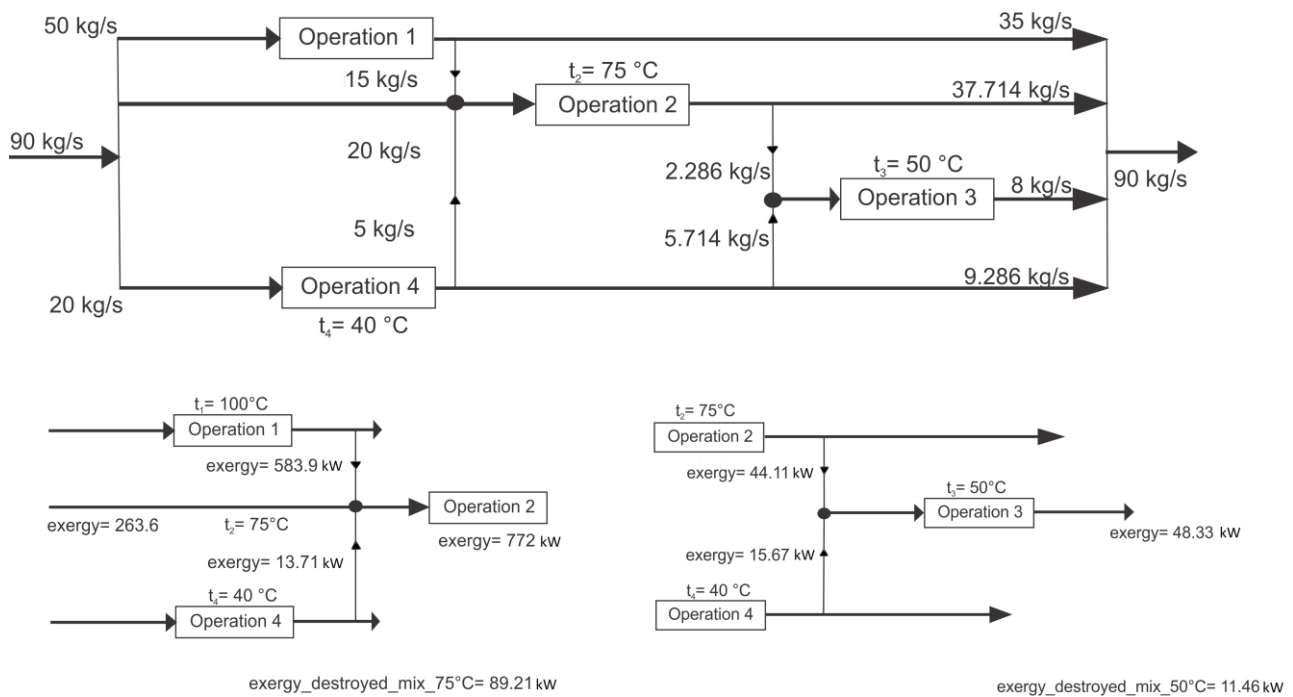 50 kg/s
Operation 1
35 kg/s
15 kg/s
t₂= 75 °C
Operation 2
37.714 kg/s
90 kg/s
20 kg/s
2.286 kg/s
t₃= 50 °C
Operation 3
8 kg/s
90 kg/s
5 kg/s
5.714 kg/s
20 kg/s
Operation 4
9.286 kg/s
t₄= 40 °C
t₁= 100°C
Operation 1
exergy= 583.9 kW
exergy= 263.6
t₂= 75°C
Operation 2
exergy= 772 kW
exergy= 13.71 kW
t₄= 40 °C
Operation 4
exergy_destroyed_mix_75°C= 89.21 kW
t₂= 75°C
Operation 2
exergy= 44.11 kW
t₃= 50°C
Operation 3
exergy= 48.33 kW
exergy= 15.67 kW
t₄= 40 °C
Operation 4
exergy_destroyed_mix_50°C= 11.46 kW